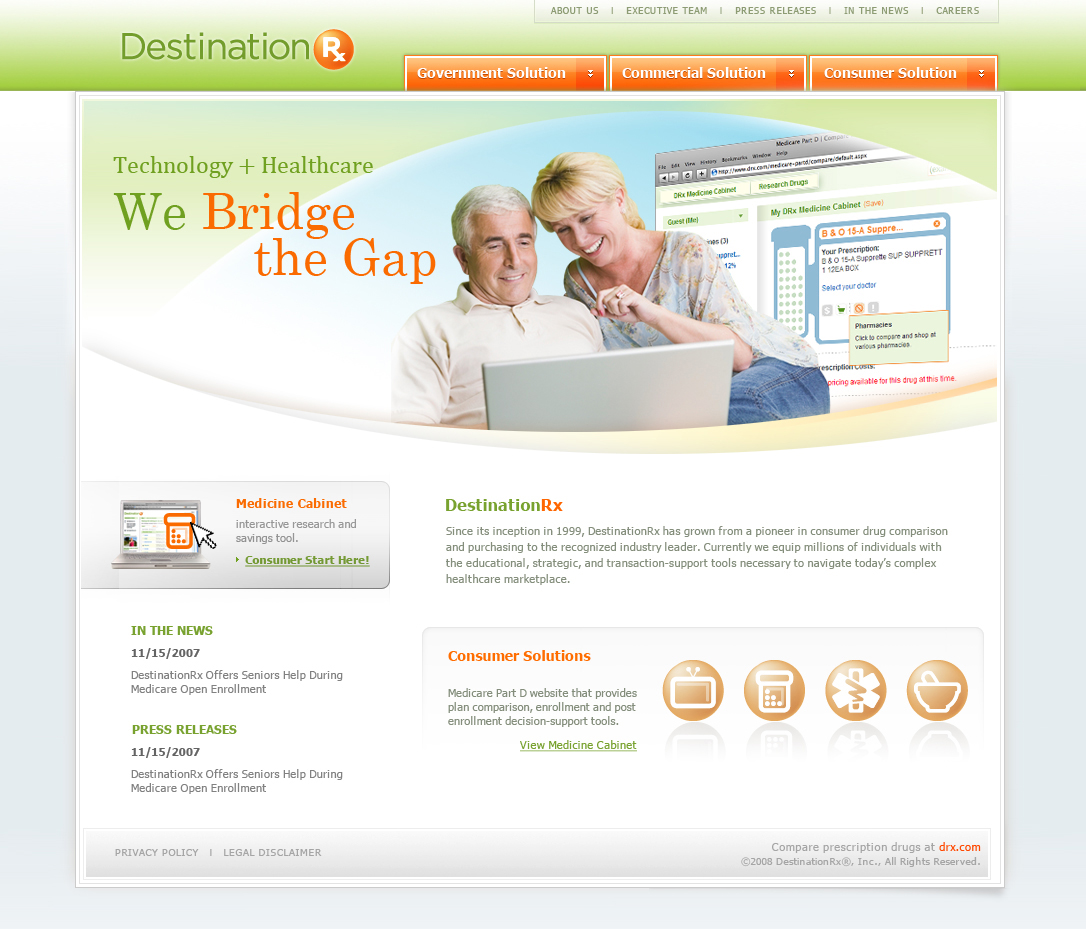 ABOUT US | EXECUTIVE TEAM | PRESS RELEASES | IN THE NEWS | CAREERS
DestinationRx
Government Solution
Commercial Solution
Consumer Solution
Technology + Healthcare
We Bridge
the Gap
Medicare Part D | Compare
File Edit View History Bookmarks Window Help
http://www.drx.com/medicare-partd/compare/default.aspx
DRx Medicine Cabinet
Research Drugs
Guest (Me)
My DRx Medicine Cabinet (Save)
B & O 15-A Suppre...
Your Prescription:
B & O 15-A Supprette SUP SUPPRETT
1 12EA BOX
Select your doctor
Pharmacies
Click to compare and shop at
various pharmacies.
rescription Costs:
pricing available for this drug at this time.
Medicine Cabinet
interactive research and
savings tool.
Consumer Start Here!
DestinationRx
Since its inception in 1999, DestinationRx has grown from a pioneer in consumer drug comparison
and purchasing to the recognized industry leader. Currently we equip millions of individuals with
the educational, strategic, and transaction-support tools necessary to navigate today's complex
healthcare marketplace.
IN THE NEWS
11/15/2007
DestinationRx Offers Seniors Help During
Medicare Open Enrollment
PRESS RELEASES
11/15/2007
DestinationRx Offers Seniors Help During
Medicare Open Enrollment
Consumer Solutions
Medicare Part D website that provides
plan comparison, enrollment and post
enrollment decision-support tools.
View Medicine Cabinet
PRIVACY POLICY | LEGAL DISCLAIMER
Compare prescription drugs at drx.com
©2008 DestinationRx®, Inc., All Rights Reserved.